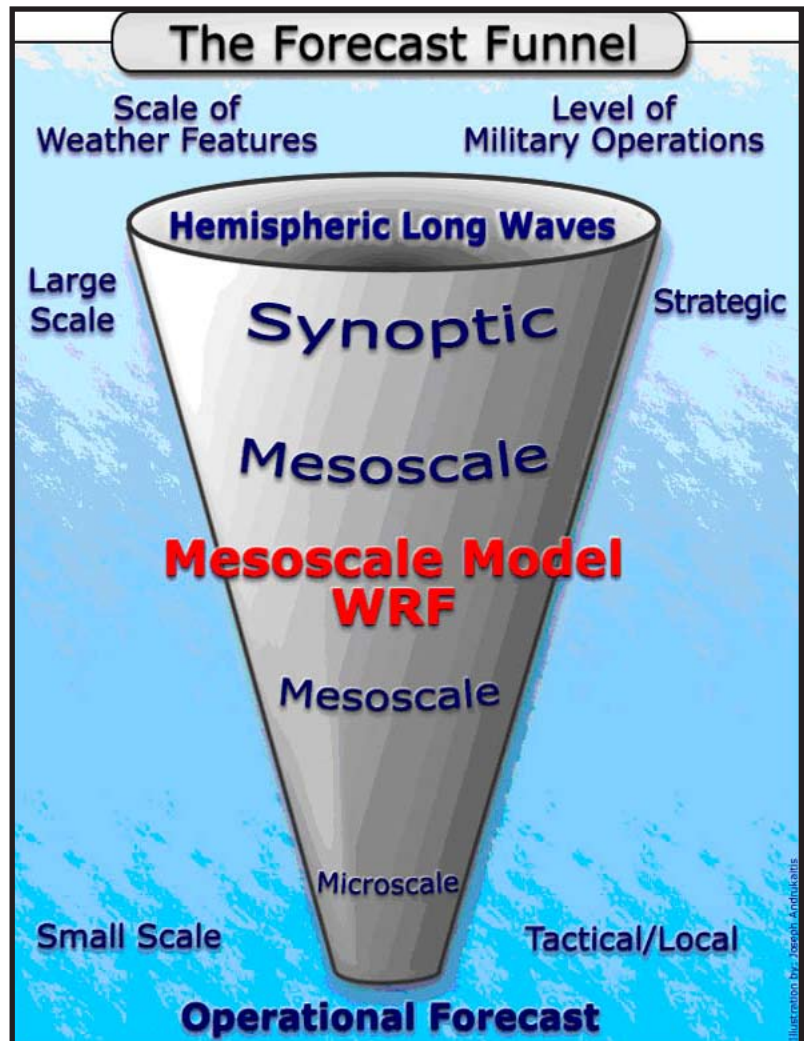 The Forecast Funnel
Scale of
Weather Features
Level of
Military Operations
Hemispheric Long Waves
Large
Scale
Strategic
Synoptic
Mesoscale
Mesoscale Model
WRF
Mesoscale
Microscale
Small Scale
Tactical/Local
Operational Forecast
Illustration by: Joseph Andrukaitis